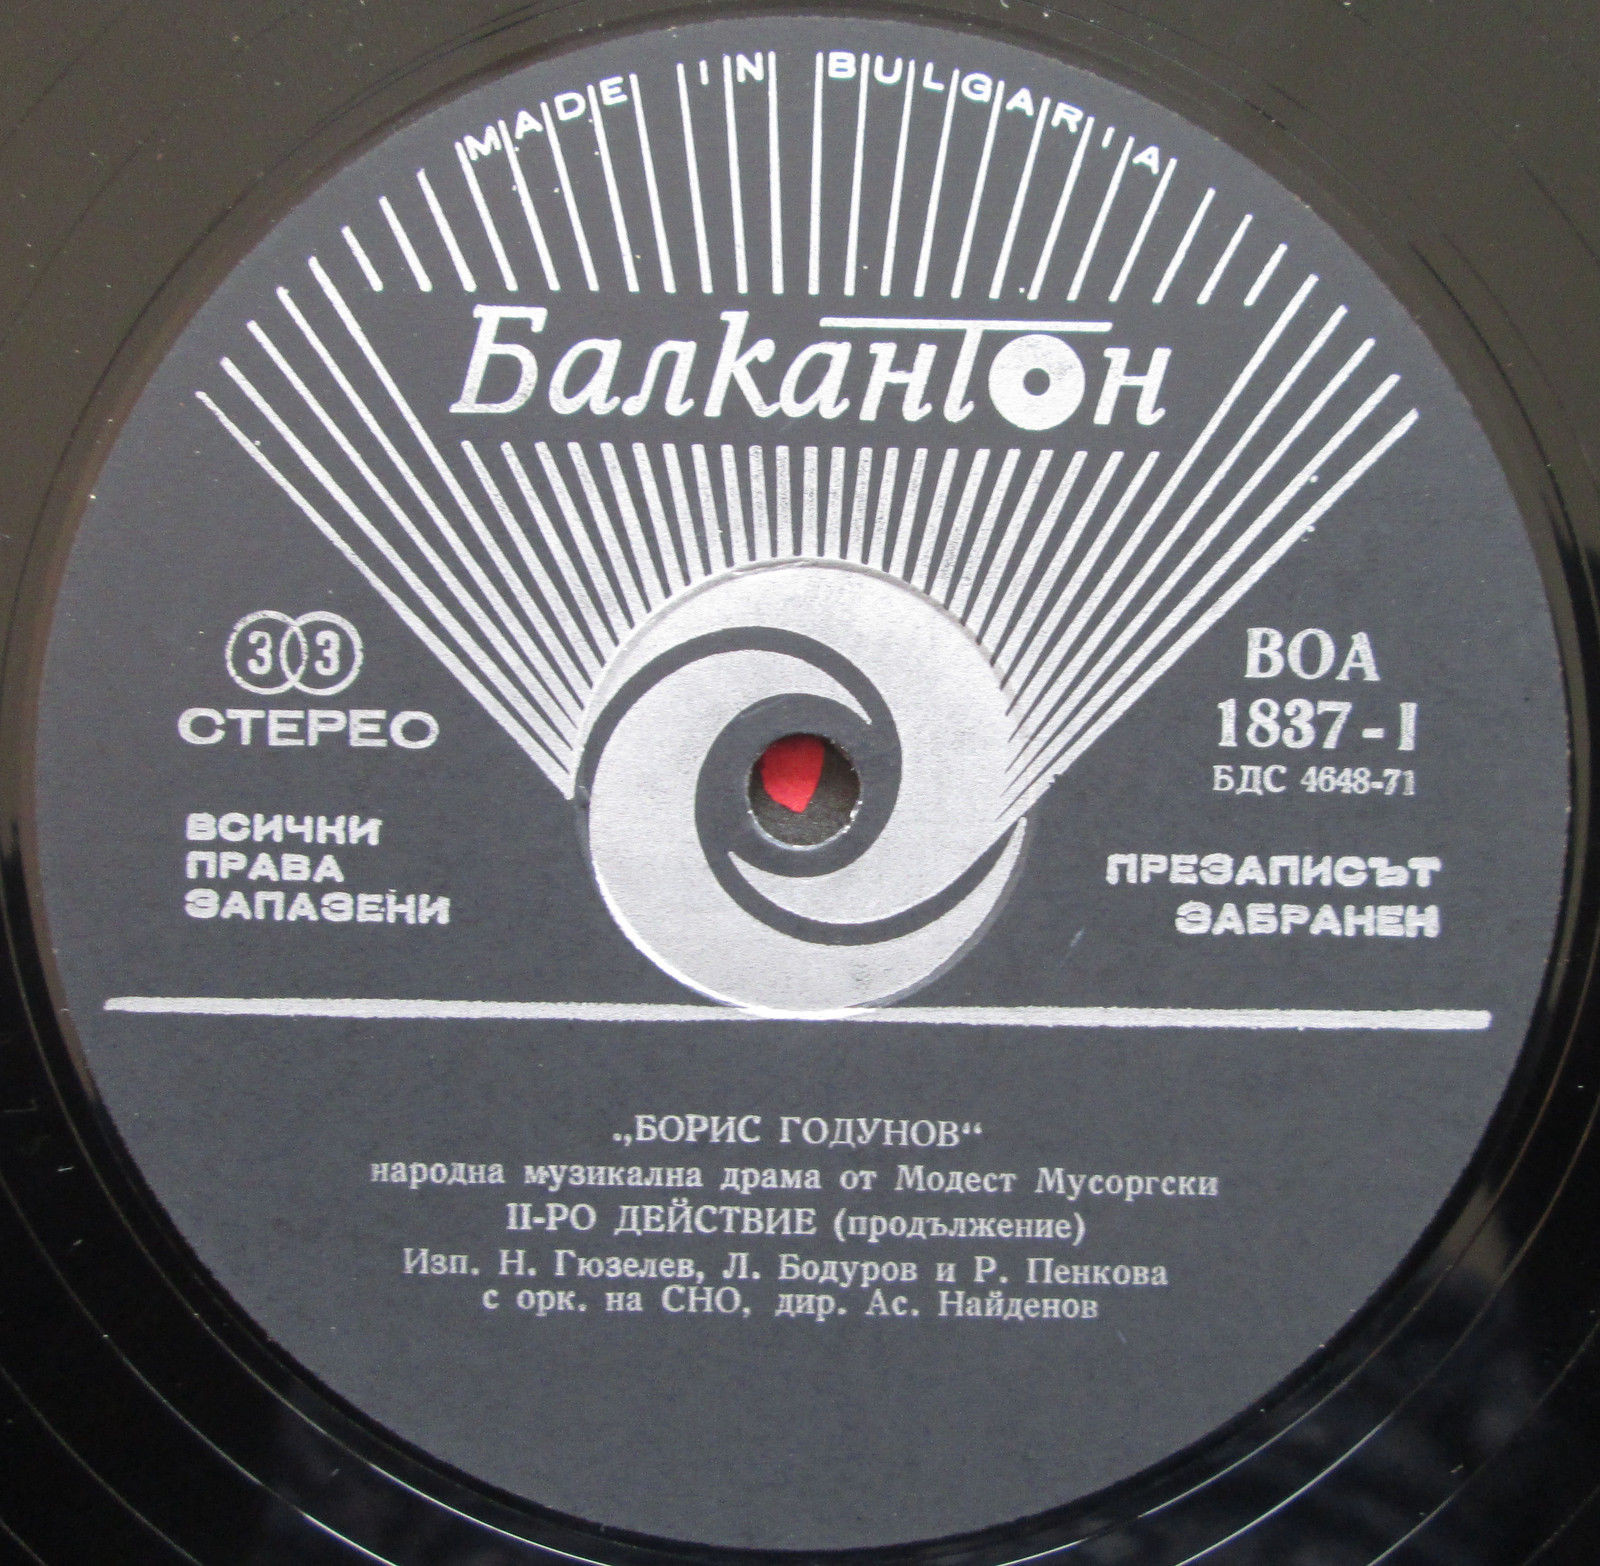 MADE IN BULGARIA
Балкантон
33
СТЕРЕО
ВСИЧКИ
ПРАВА
ЗАПАЗЕНИ
ВОА
1837-I
БДС 4648-71
ПРЕЗАПИСЪТ
ЗАБРАНЕН
„БОРИС ГОДУНОВ“
народна музикална драма от Модест Мусоргски
II-РО ДЕЙСТВИЕ (продължение)
Изп. Н. Гюзелев, Л. Бодуров и Р. Пенкова
с орк. на СНО, дир. Ас. Найденов